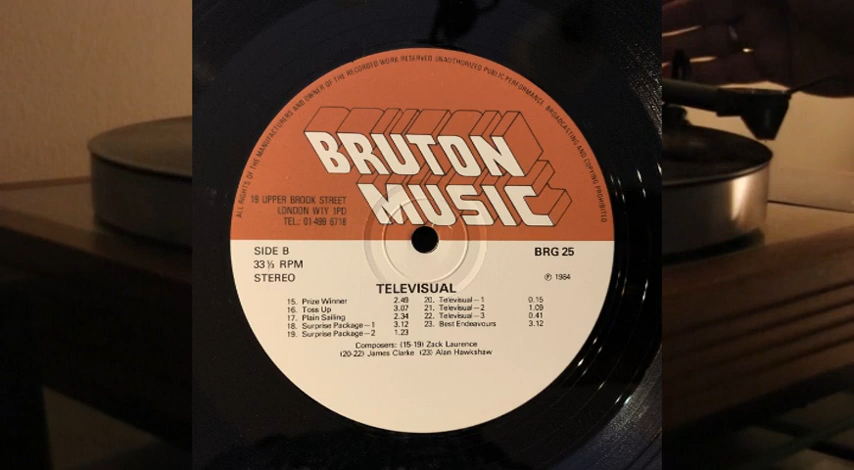 ALL RIGHTS OF THE MANUFACTURERS AND OWNER OF THE RECORDED WORK RESERVED UNAUTHORIZED PUBLIC PERFORMANCE, BROADCASTING AND COPYING PROHIBITED
BRUTON
MUSIC
19 UPPER BROOK STREET
LONDON W1Y 1PD
TEL.: 01-499 6718
SIDE B
33⅓ RPM
STEREO
BRG 25
℗ 1984
TELEVISUAL
15. Prize Winner 2.49
16. Toss Up 3.07
17. Plain Sailing 2.34
18. Surprise Package—1 3.12
19. Surprise Package—2 1.23
20. Televisual—1 0.15
21. Televisual—2 1.09
22. Televisual—3 0.41
23. Best Endeavours 3.12
Composers: (15-19) Zack Laurence
(20-22) James Clarke (23) Alan Hawkshaw